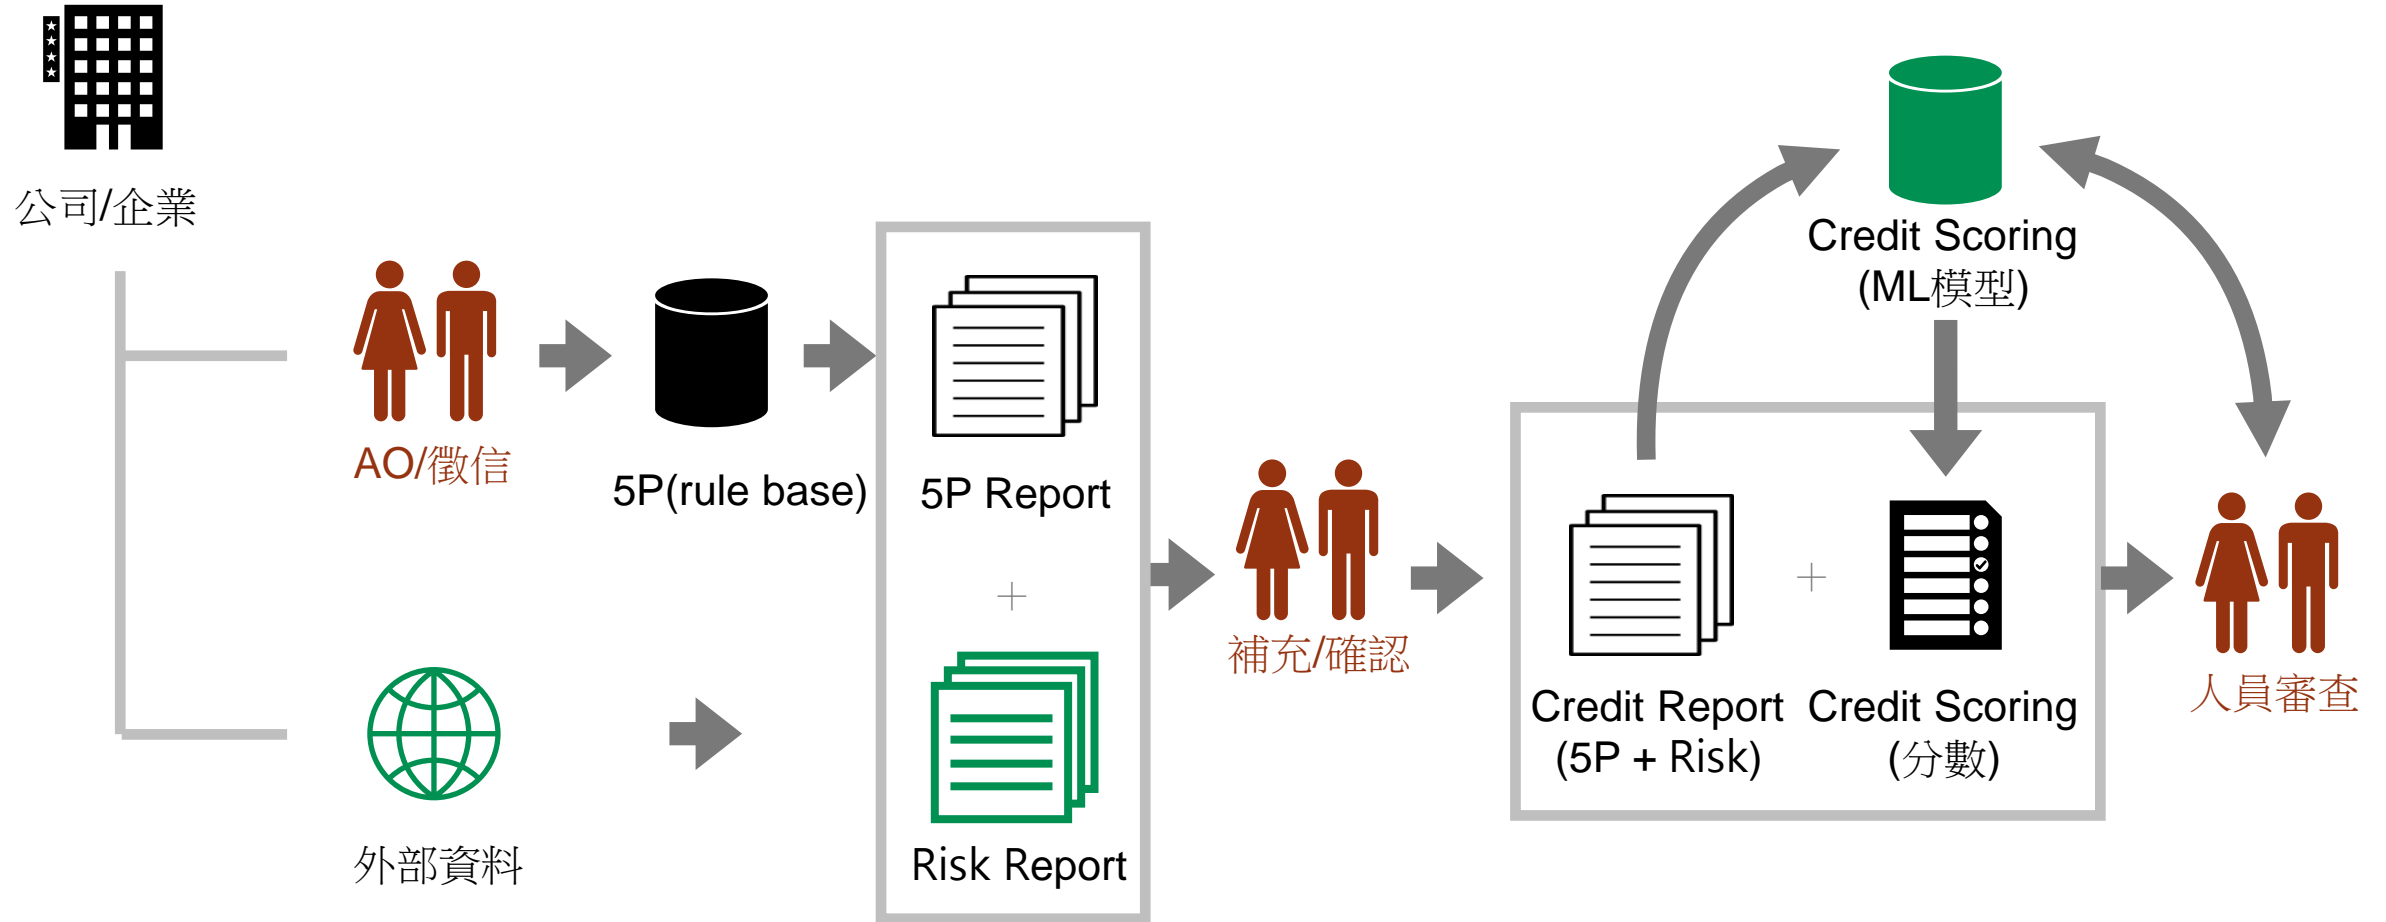 公司/企業
AO/徵信
5P(rule base)
5P Report
+
Risk Report
外部資料
補充/確認
Credit Scoring
(ML模型)
Credit Report
(5P + Risk)
+
Credit Scoring
(分數)
人員審查